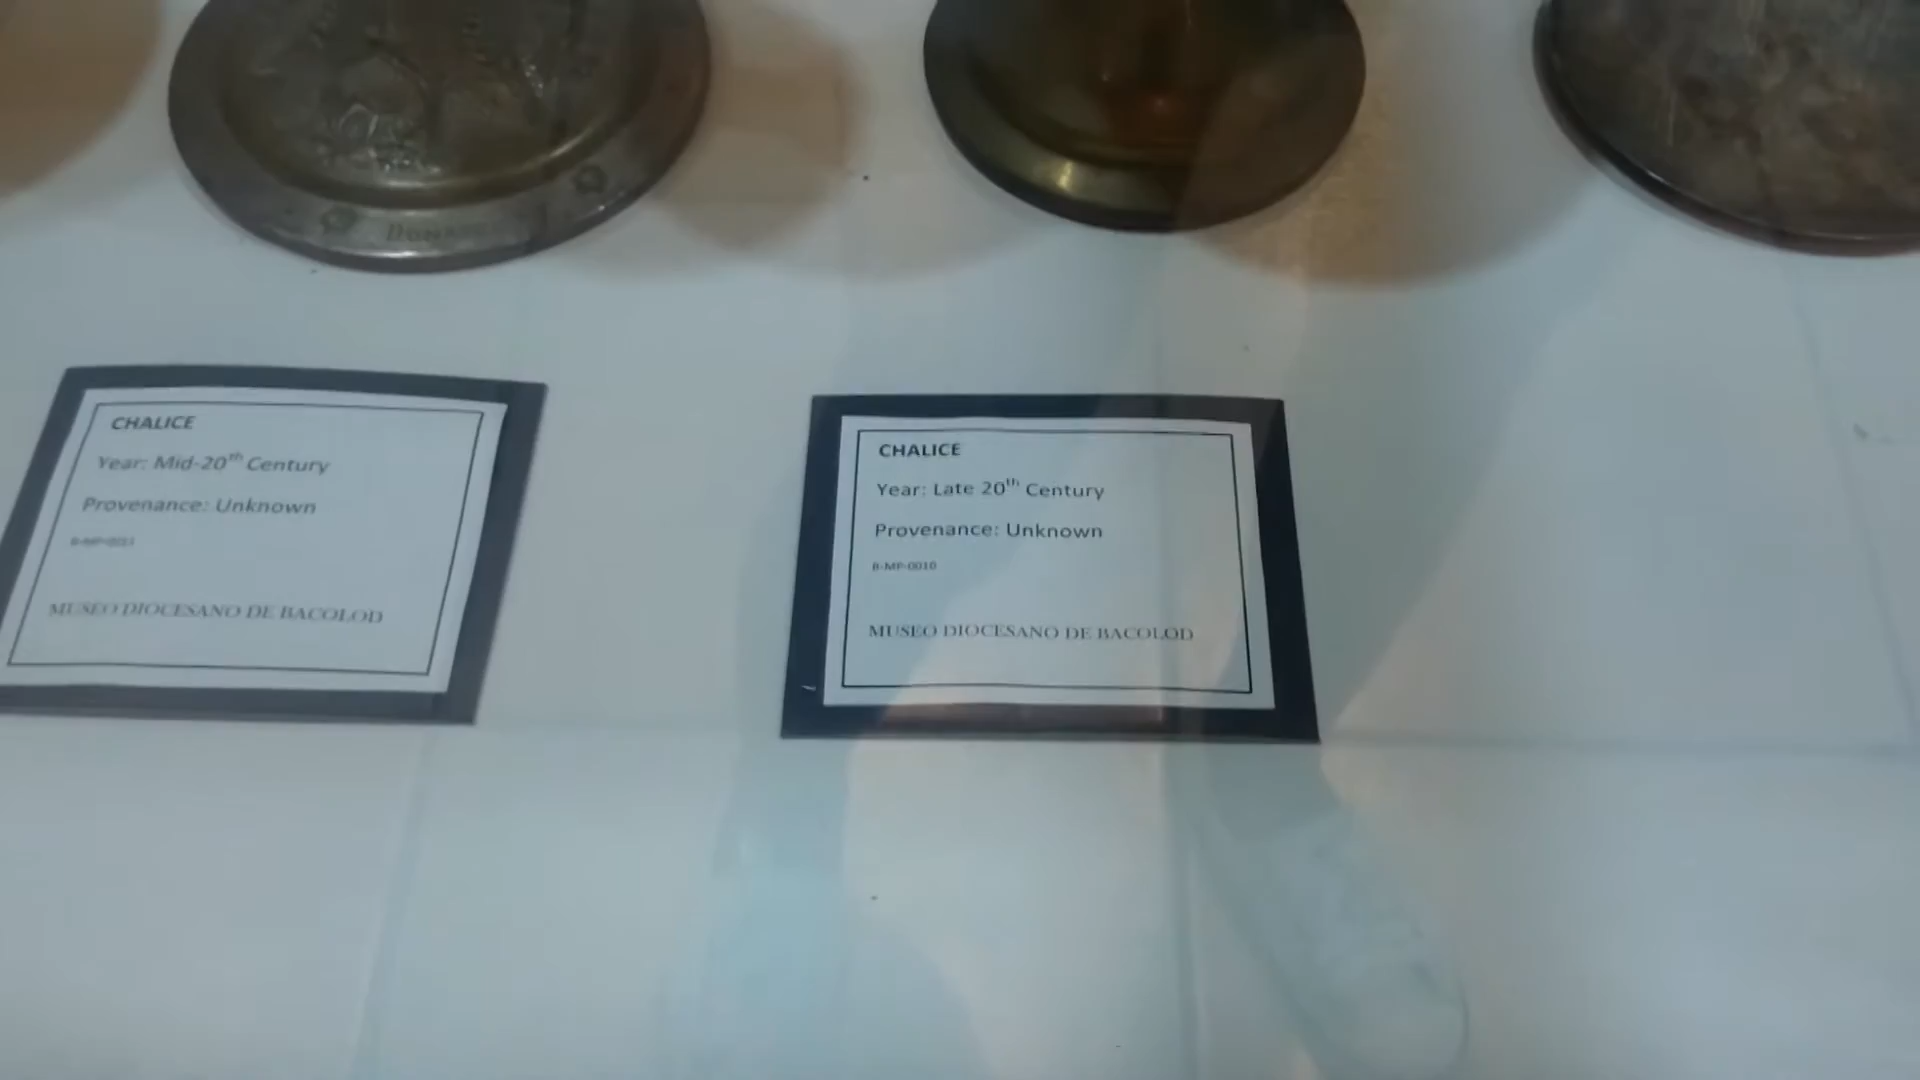 CHALICE
Year: Mid-20th Century
Provenance: Unknown
MUSEO DIOCESANO DE BACOLOD
CHALICE
Year: Late 20th Century
Provenance: Unknown
B-MP-0010
MUSEO DIOCESANO DE BACOLOD